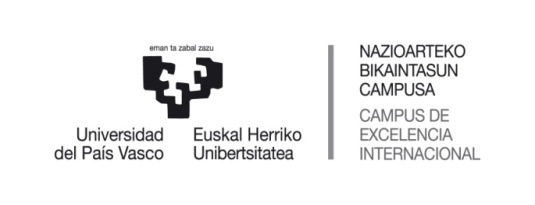 eman ta zabal zazu
Universidad
del País Vasco
Euskal Herriko
Unibertsitatea
NAZIOARTEKO
BIKAINTASUN
CAMPUSA
CAMPUS DE
EXCELENCIA
INTERNACIONAL